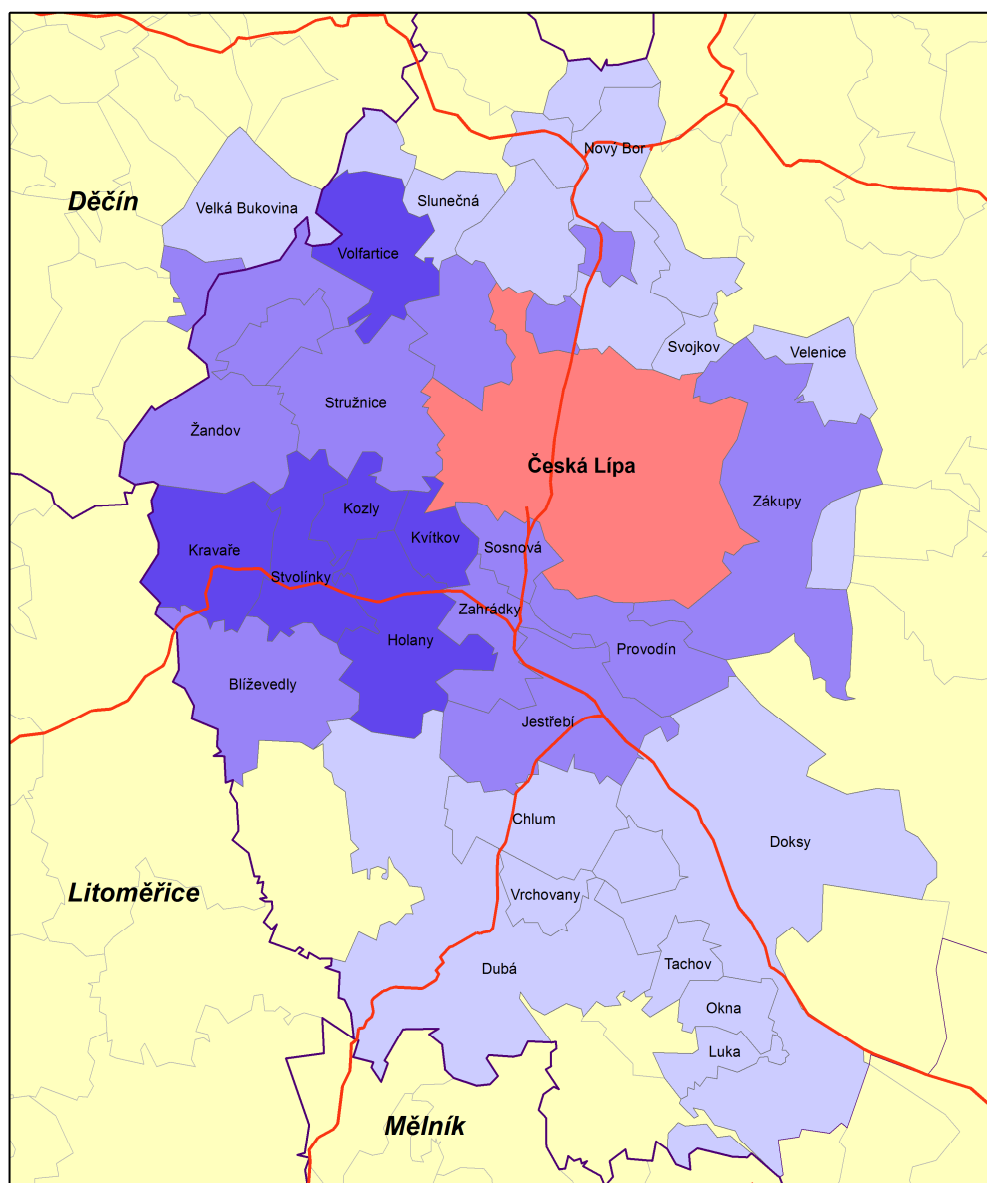 Nový Bor
Děčín
Slunečná
Velká Bukovina
Volfartice
Svojkov
Velenice
Stružnice
Žandov
Česká Lípa
Zákupy
Kozly
Kvítkov
Sosnová
Kravaře
Stvolínky
Zahrádky
Holany
Provodín
Blíževedly
Jestřebí
Chlum
Doksy
Litoměřice
Vrchovany
Tachov
Dubá
Okna
Luka
Mělník